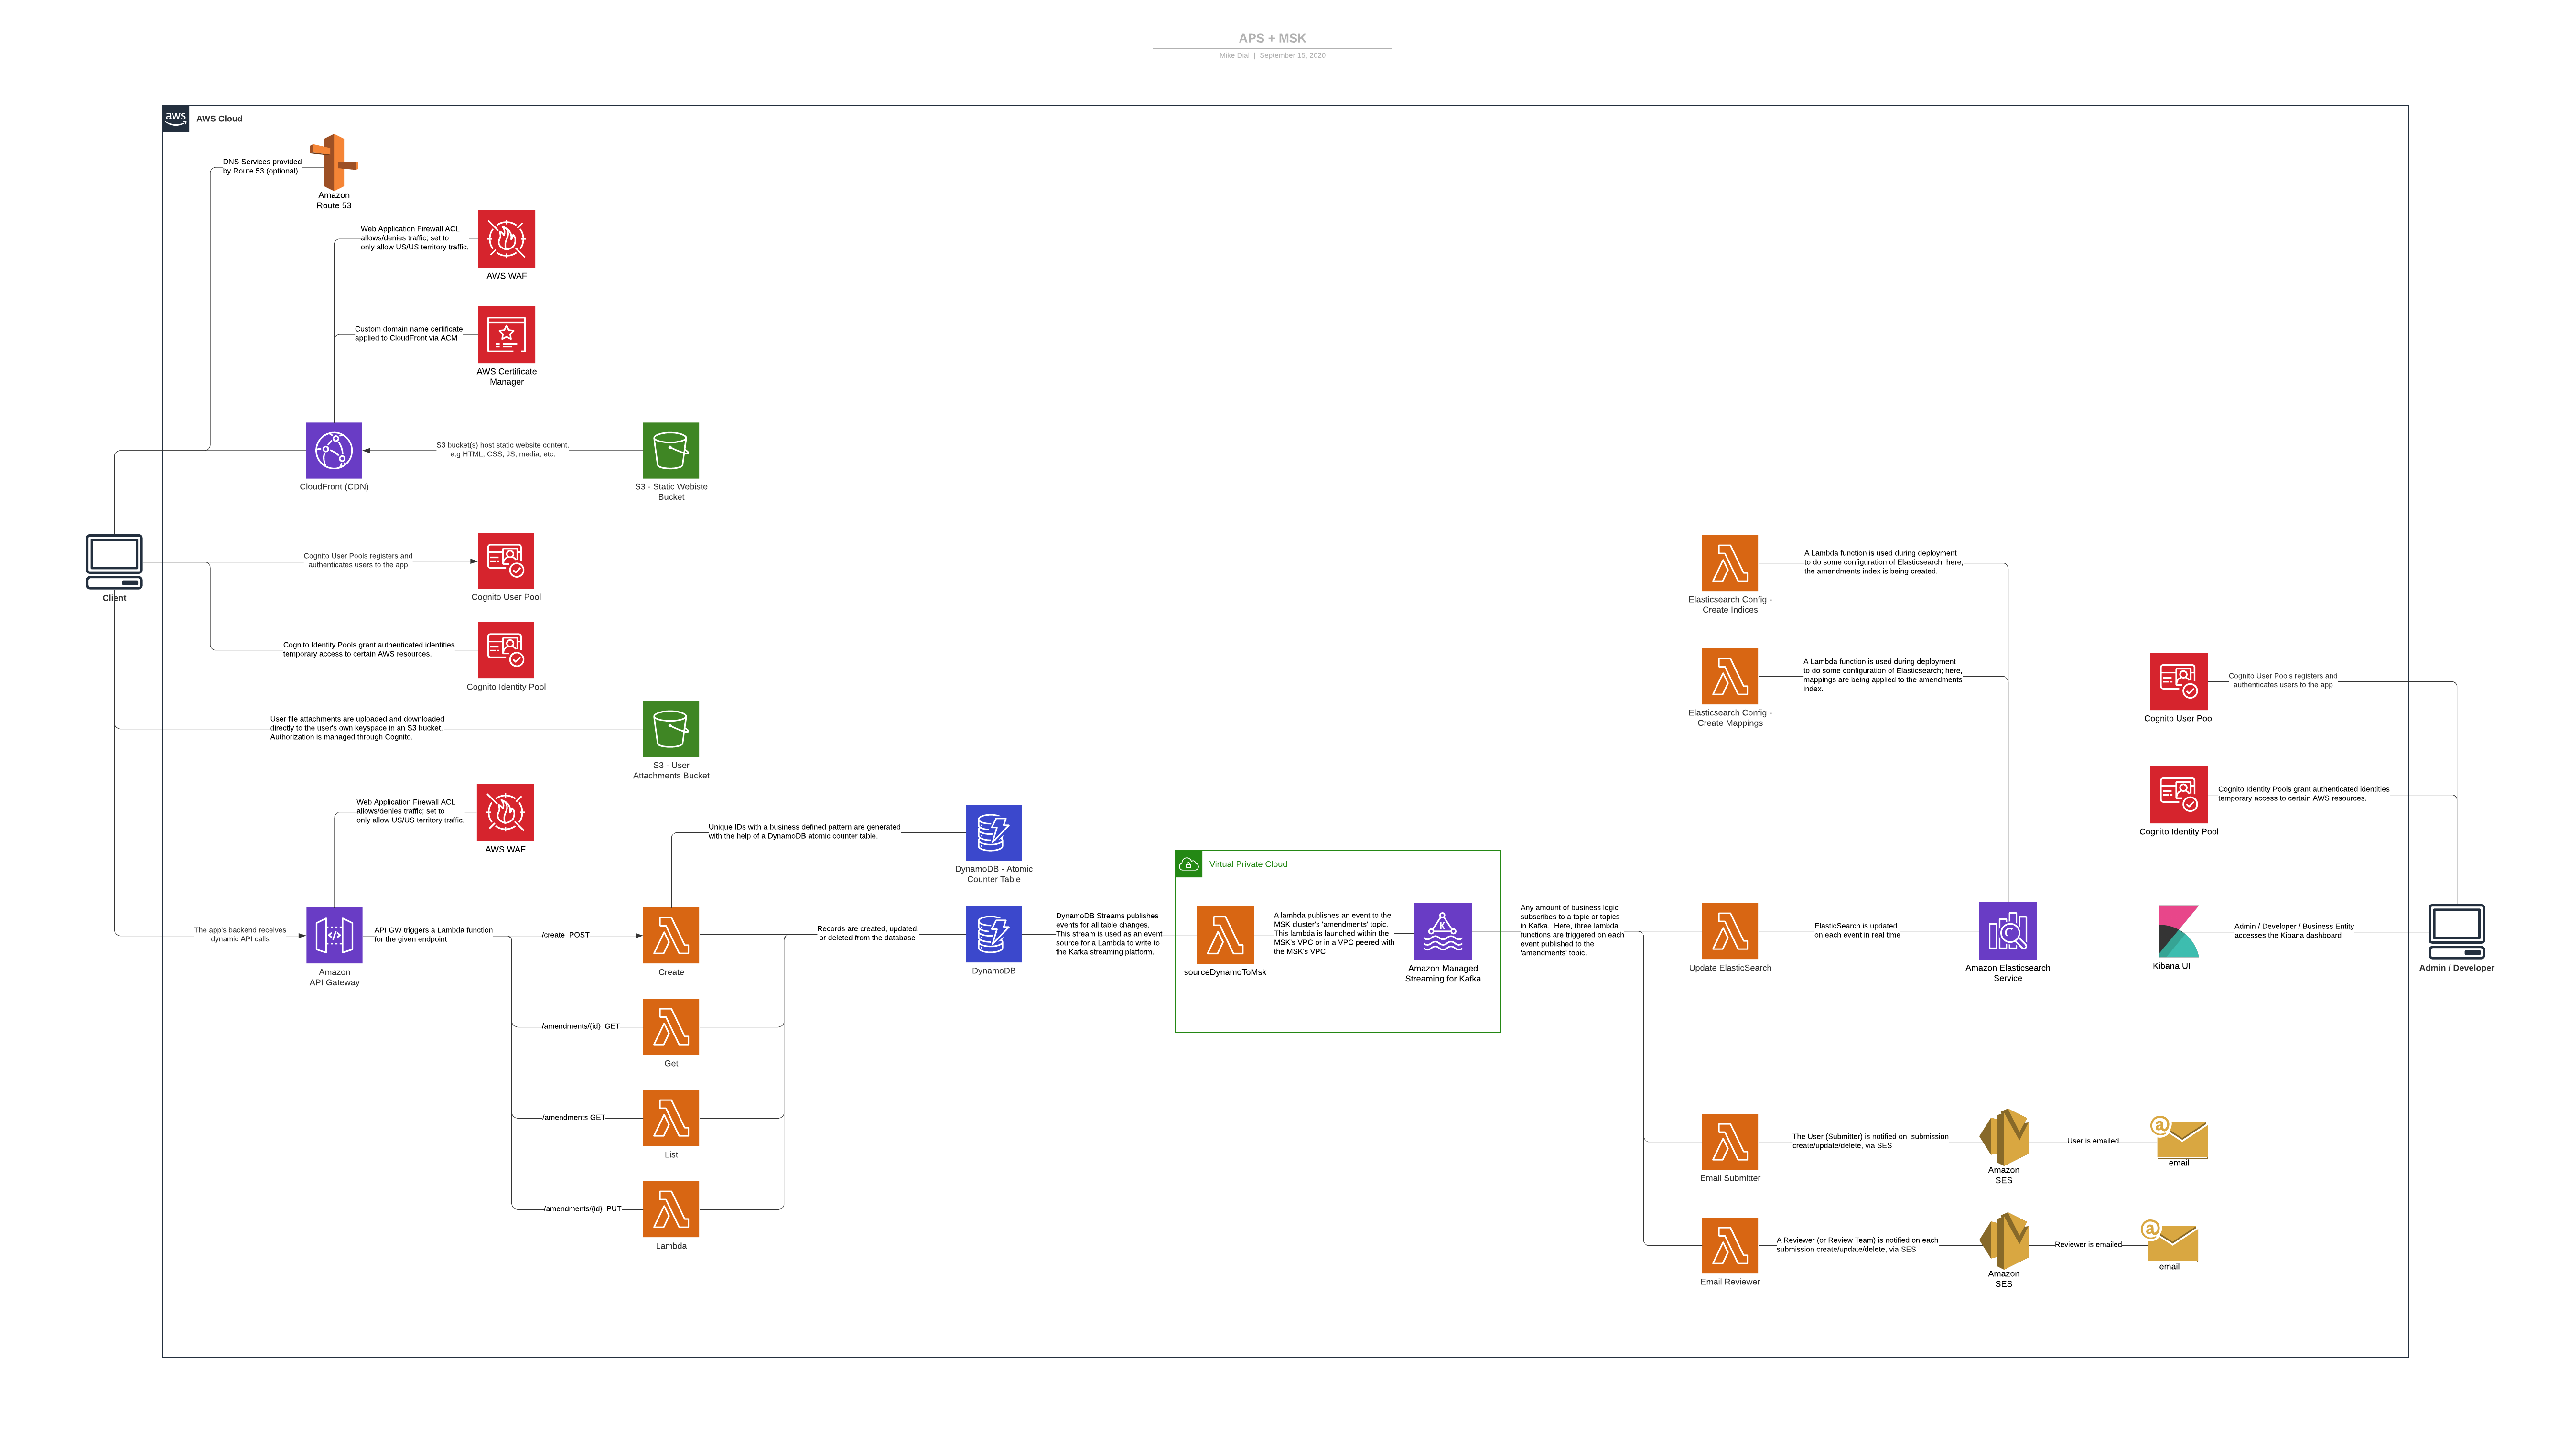 APS + MSK
Mike Dial | September 15, 2020
aws
AWS Cloud
DNS Services provided
by Route 53 (optional)
Amazon
Route 53
Web Application Firewall ACL
allows/denies traffic; set to
only allow US/US territory traffic.
AWS WAF
Custom domain name certificate
applied to CloudFront via ACM
AWS Certificate
Manager
CloudFront (CDN)
S3 bucket(s) host static website content.
e.g HTML, CSS, JS, media, etc.
S3 - Static Webiste
Bucket
Client
Cognito User Pools registers and
authenticates users to the app
Cognito User Pool
Cognito Identity Pools grant authenticated identities
temporary access to certain AWS resources.
Cognito Identity Pool
User file attachments are uploaded and downloaded
directly to the user's own keyspace in an S3 bucket.
Authorization is managed through Cognito.
S3 - User
Attachments Bucket
Web Application Firewall ACL
allows/denies traffic; set to
only allow US/US territory traffic.
AWS WAF
The app's backend receives
dynamic API calls
Amazon
API Gateway
API GW triggers a Lambda function
for the given endpoint
/create POST
Create
/amendments/{id} GET
Get
/amendments GET
List
/amendments/{id} PUT
Lambda
Unique IDs with a business defined pattern are generated
with the help of a DynamoDB atomic counter table.
DynamoDB - Atomic
Counter Table
Records are created, updated,
or deleted from the database
DynamoDB
DynamoDB Streams publishes
events for all table changes.
This stream is used as an event
source for a Lambda to write to
the Kafka streaming platform.
Virtual Private Cloud
sourceDynamoToMsk
A lambda publishes an event to the
MSK cluster's 'amendments' topic.
This lambda is launched within the
MSK's VPC or in a VPC peered with
the MSK's VPC
K
Amazon Managed
Streaming for Kafka
Any amount of business logic
subscribes to a topic or topics
in Kafka. Here, three lambda
functions are triggered on each
event published to the
'amendments' topic.
Elasticsearch Config -
Create Indices
A Lambda function is used during deployment
to do some configuration of Elasticsearch; here,
the amendments index is being created.
Elasticsearch Config -
Create Mappings
A Lambda function is used during deployment
to do some configuration of Elasticsearch; here,
mappings are being applied to the amendments
index.
Update ElasticSearch
ElasticSearch is updated
on each event in real time
Amazon Elasticsearch
Service
Kibana UI
Admin / Developer / Business Entity
accesses the Kibana dashboard
Admin / Developer
Cognito User Pool
Cognito User Pools registers and
authenticates users to the app
Cognito Identity Pool
Cognito Identity Pools grant authenticated identities
temporary access to certain AWS resources.
Email Submitter
The User (Submitter) is notified on submission
create/update/delete, via SES
Amazon
SES
User is emailed
@
email
Email Reviewer
A Reviewer (or Review Team) is notified on each
submission create/update/delete, via SES
Amazon
SES
Reviewer is emailed
@
email